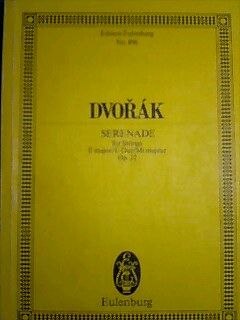 Edition Eulenburg
No. 896
DVOŘÁK
SERENADE
for Strings
E major/E-Dur/Mi majeur
Op. 22
Eulenburg